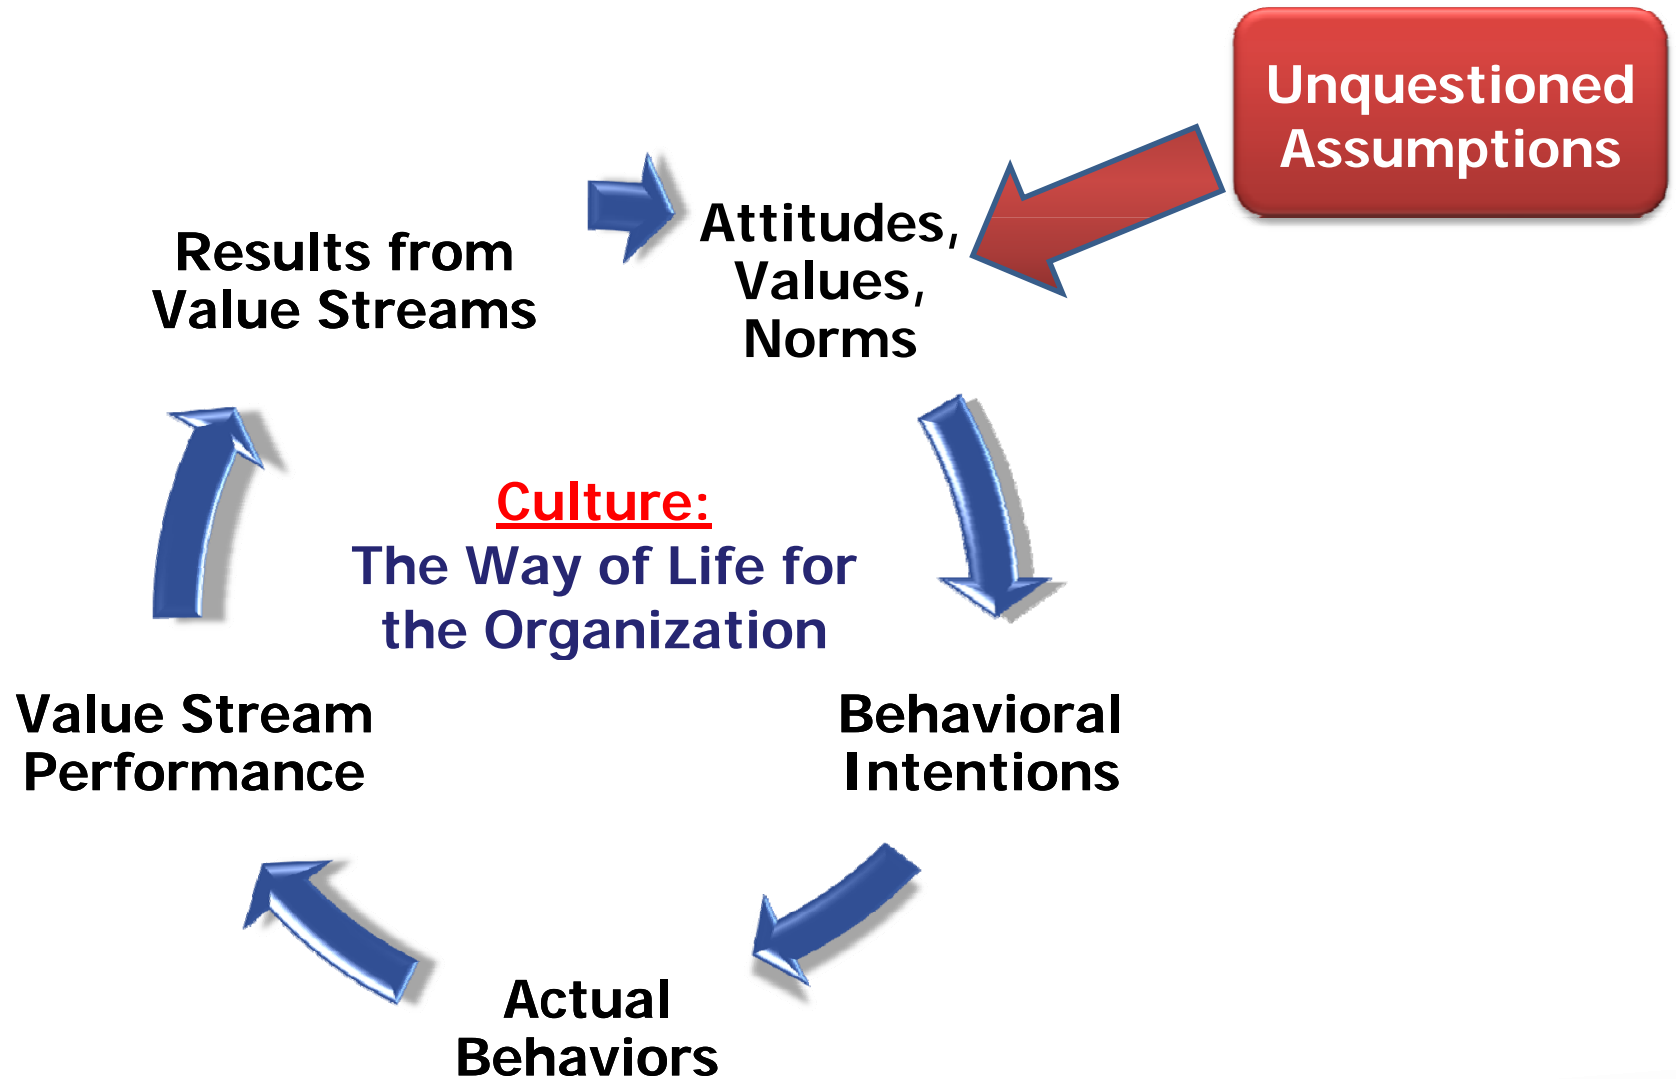 Unquestioned
Assumptions
Attitudes,
Values,
Norms
Results from
Value Streams
Culture:
The Way of Life for
the Organization
Value Stream
Performance
Behavioral
Intentions
Actual
Behaviors